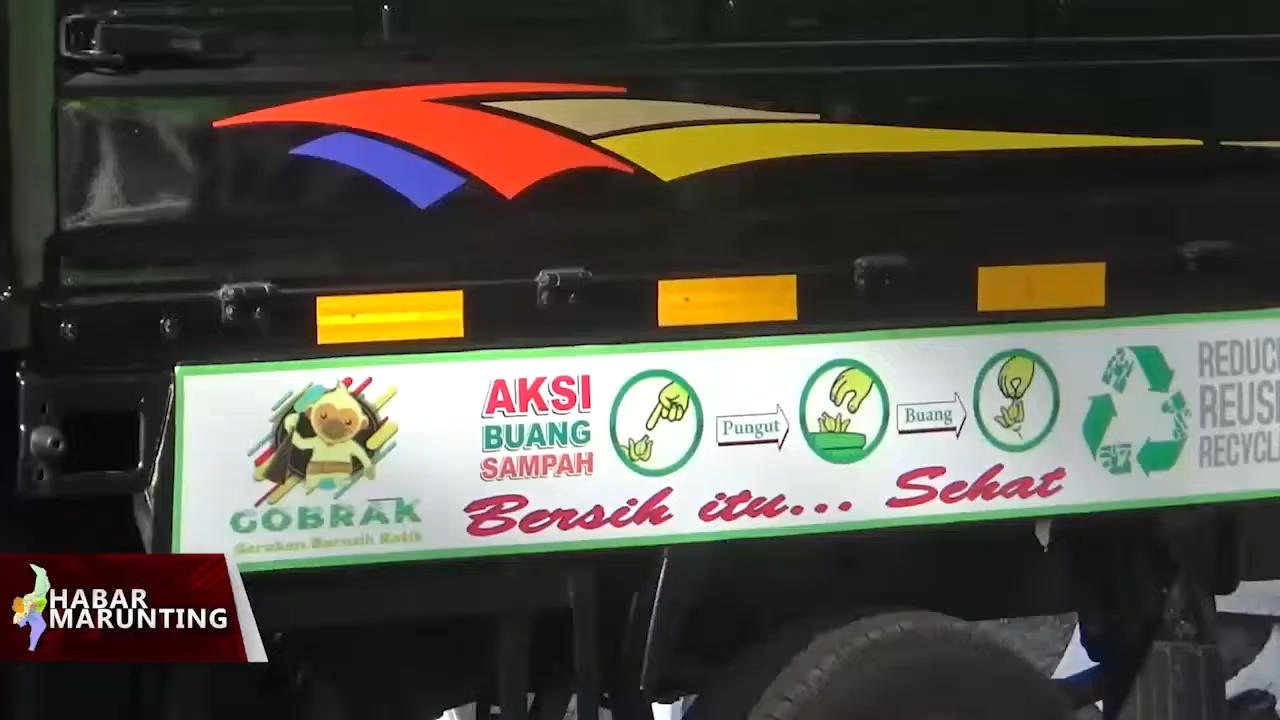 AKSI
BUANG
SAMPAH
Pungut
Buang
REDUC
REUS
RECYCL
GOBRAK
Bersih itu... Sehat
HABAR
MARUNTING